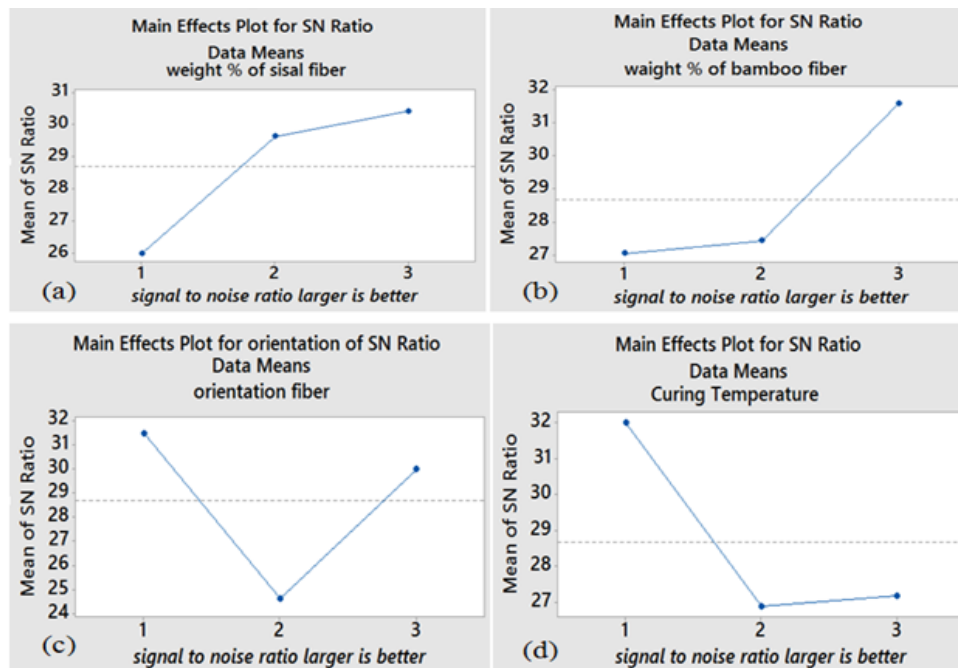 Main Effects Plot for SN Ratio
Data Means
weight % of sisal fiber
Mean of SN Ratio
31
30
29
28
27
26
1 2 3
(a) signal to noise ratio larger is better
Main Effects Plot for SN Ratio
Data Means
waight % of bamboo fiber
Mean of SN Ratio
32
31
30
29
28
27
1 2 3
(b) signal to noise ratio larger is better
Main Effects Plot for orientation of SN Ratio
Data Means
orientation fiber
Mean of SN Ratio
32
31
30
29
28
27
26
25
24
1 2 3
(c) signal to noise ratio larger is better
Main Effects Plot for SN Ratio
Data Means
Curing Temperature
Mean of SN Ratio
32
31
30
29
28
27
1 2 3
(d) signal to noise ratio larger is better